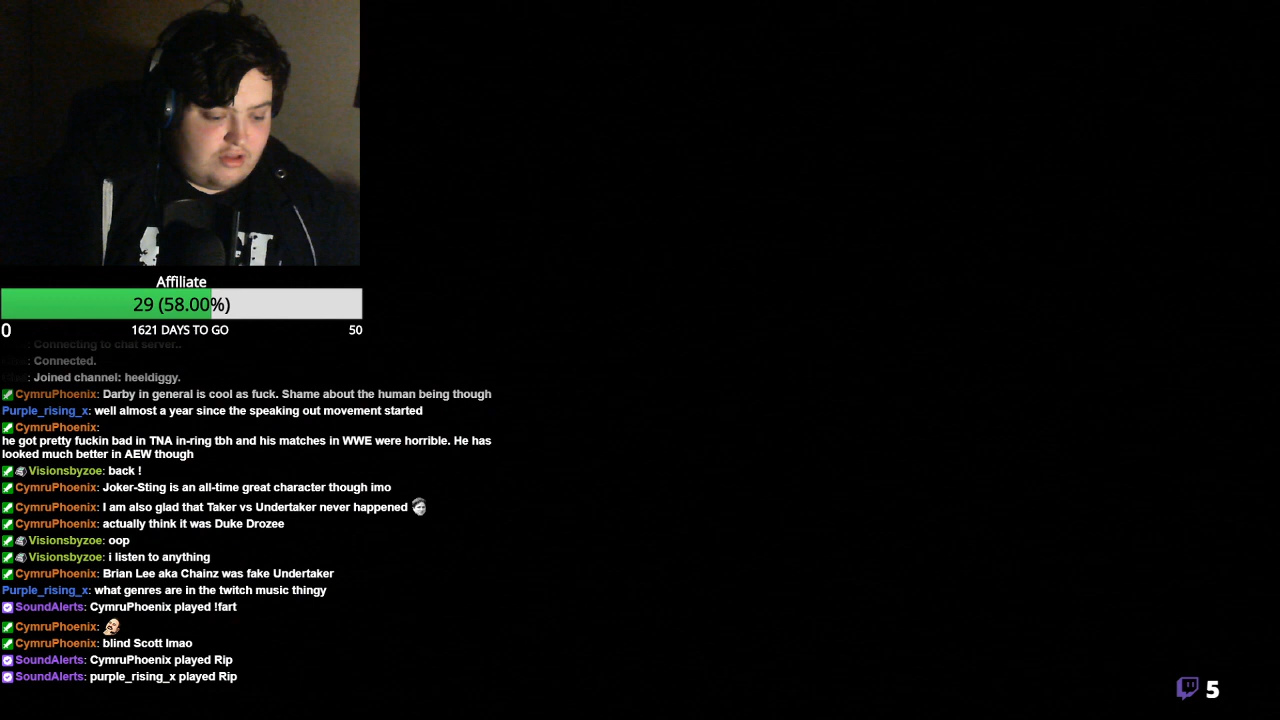 Affiliate
29 (58.00%)
0 1621 DAYS TO GO 50
: Connecting to chat server..
: Connected.
: Joined channel: heeldiggy.
CymruPhoenix: Darby in general is cool as fuck. Shame about the human being though
Purple_rising_x: well almost a year since the speaking out movement started
CymruPhoenix:
he got pretty fuckin bad in TNA in-ring tbh and his matches in WWE were horrible. He has
looked much better in AEW though
Visionsbyzoe: back !
CymruPhoenix: Joker-Sting is an all-time great character though imo
CymruPhoenix: I am also glad that Taker vs Undertaker never happened
CymruPhoenix: actually think it was Duke Drozee
Visionsbyzoe: oop
Visionsbyzoe: i listen to anything
CymruPhoenix: Brian Lee aka Chainz was fake Undertaker
Purple_rising_x: what genres are in the twitch music thingy
SoundAlerts: CymruPhoenix played !fart
CymruPhoenix:
CymruPhoenix: blind Scott lmao
SoundAlerts: CymruPhoenix played Rip
SoundAlerts: purple_rising_x played Rip
5